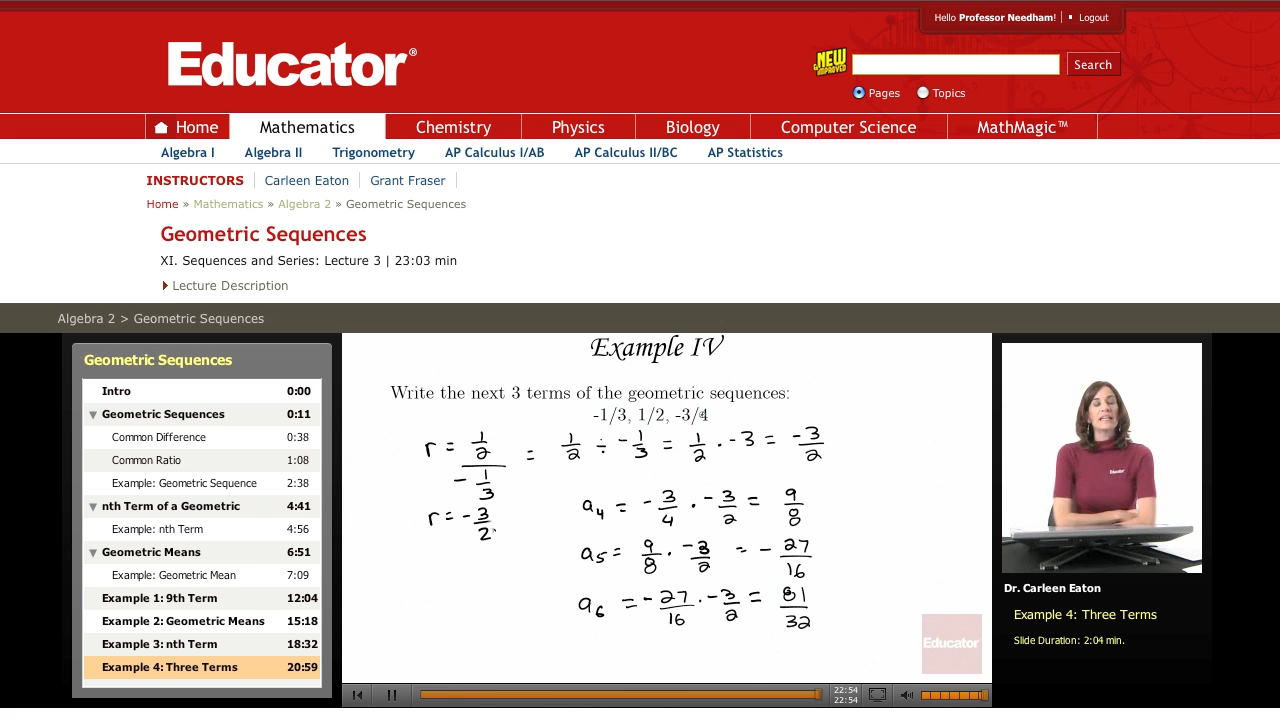 Hello Professor Needham! Logout
Educator®
NEW
& IMPROVED
Search
Pages Topics
Home Mathematics Chemistry Physics Biology Computer Science MathMagic™
Algebra I Algebra II Trigonometry AP Calculus I/AB AP Calculus II/BC AP Statistics
INSTRUCTORS Carleen Eaton Grant Fraser
Home » Mathematics » Algebra 2 » Geometric Sequences
Geometric Sequences
XI. Sequences and Series: Lecture 3 | 23:03 min
Lecture Description
Algebra 2 > Geometric Sequences
Geometric Sequences
Intro 0:00
Geometric Sequences 0:11
Common Difference 0:38
Common Ratio 1:08
Example: Geometric Sequence 2:38
nth Term of a Geometric 4:41
Example: nth Term 4:56
Geometric Means 6:51
Example: Geometric Mean 7:09
Example 1: 9th Term 12:04
Example 2: Geometric Means 15:18
Example 3: nth Term 18:32
Example 4: Three Terms 20:59
Example IV
Write the next 3 terms of the geometric sequences:
-1/3, 1/2, -3/4
r = 1/2 / -1/3 = 1/2 ÷ -1/3 = 1/2 · -3 = -3/2
r = -3/2
a4 = -3/4 · -3/2 = 9/8
a5 = 9/8 · -3/2 = -27/16
a6 = -27/16 · -3/2 = 81/32
Educator
22:54
22:54
Educator
Dr. Carleen Eaton
Example 4: Three Terms
Slide Duration: 2:04 min.